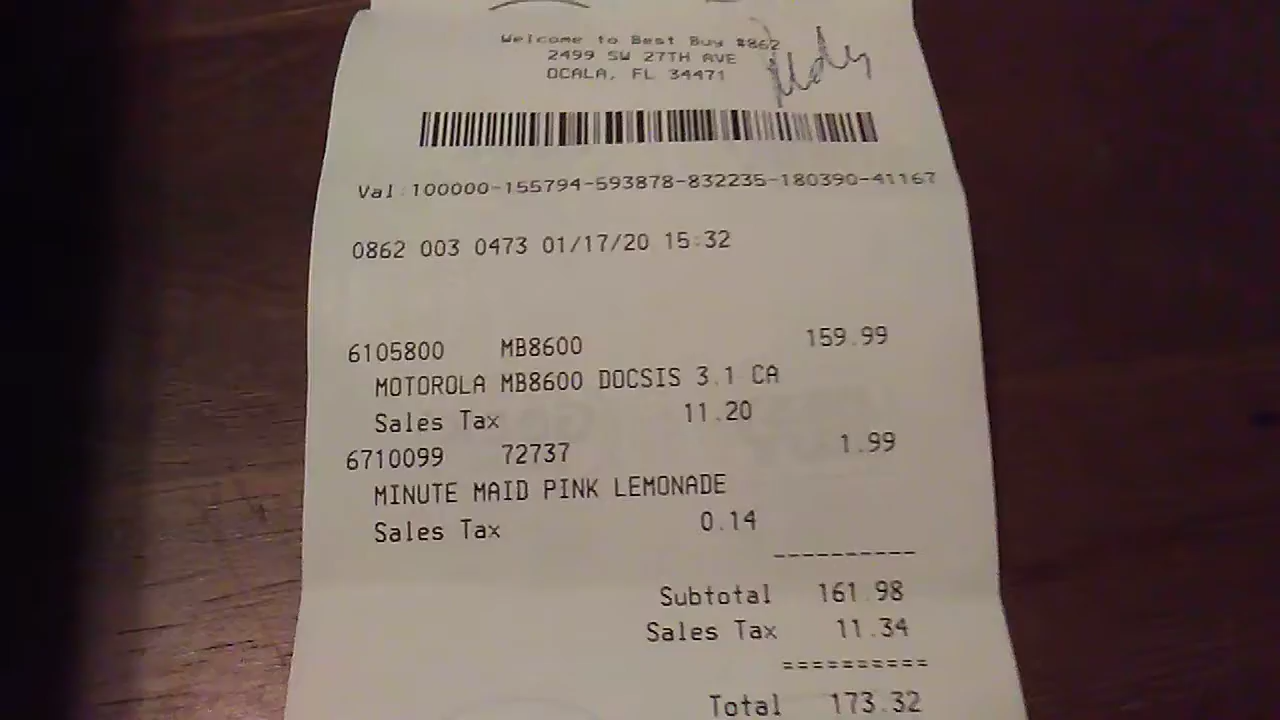 Welcome to Best Buy #862
2499 SW 27TH AVE
OCALA, FL 34471
Val:100000-155794-593878-832235-180390-41167
0862 003 0473 01/17/20 15:32
6105800 MB8600 159.99
MOTOROLA MB8600 DOCSIS 3.1 CA
Sales Tax 11.20
6710099 72737 1.99
MINUTE MAID PINK LEMONADE
Sales Tax 0.14
----------
Subtotal 161.98
Sales Tax 11.34
==========
Total 173.32